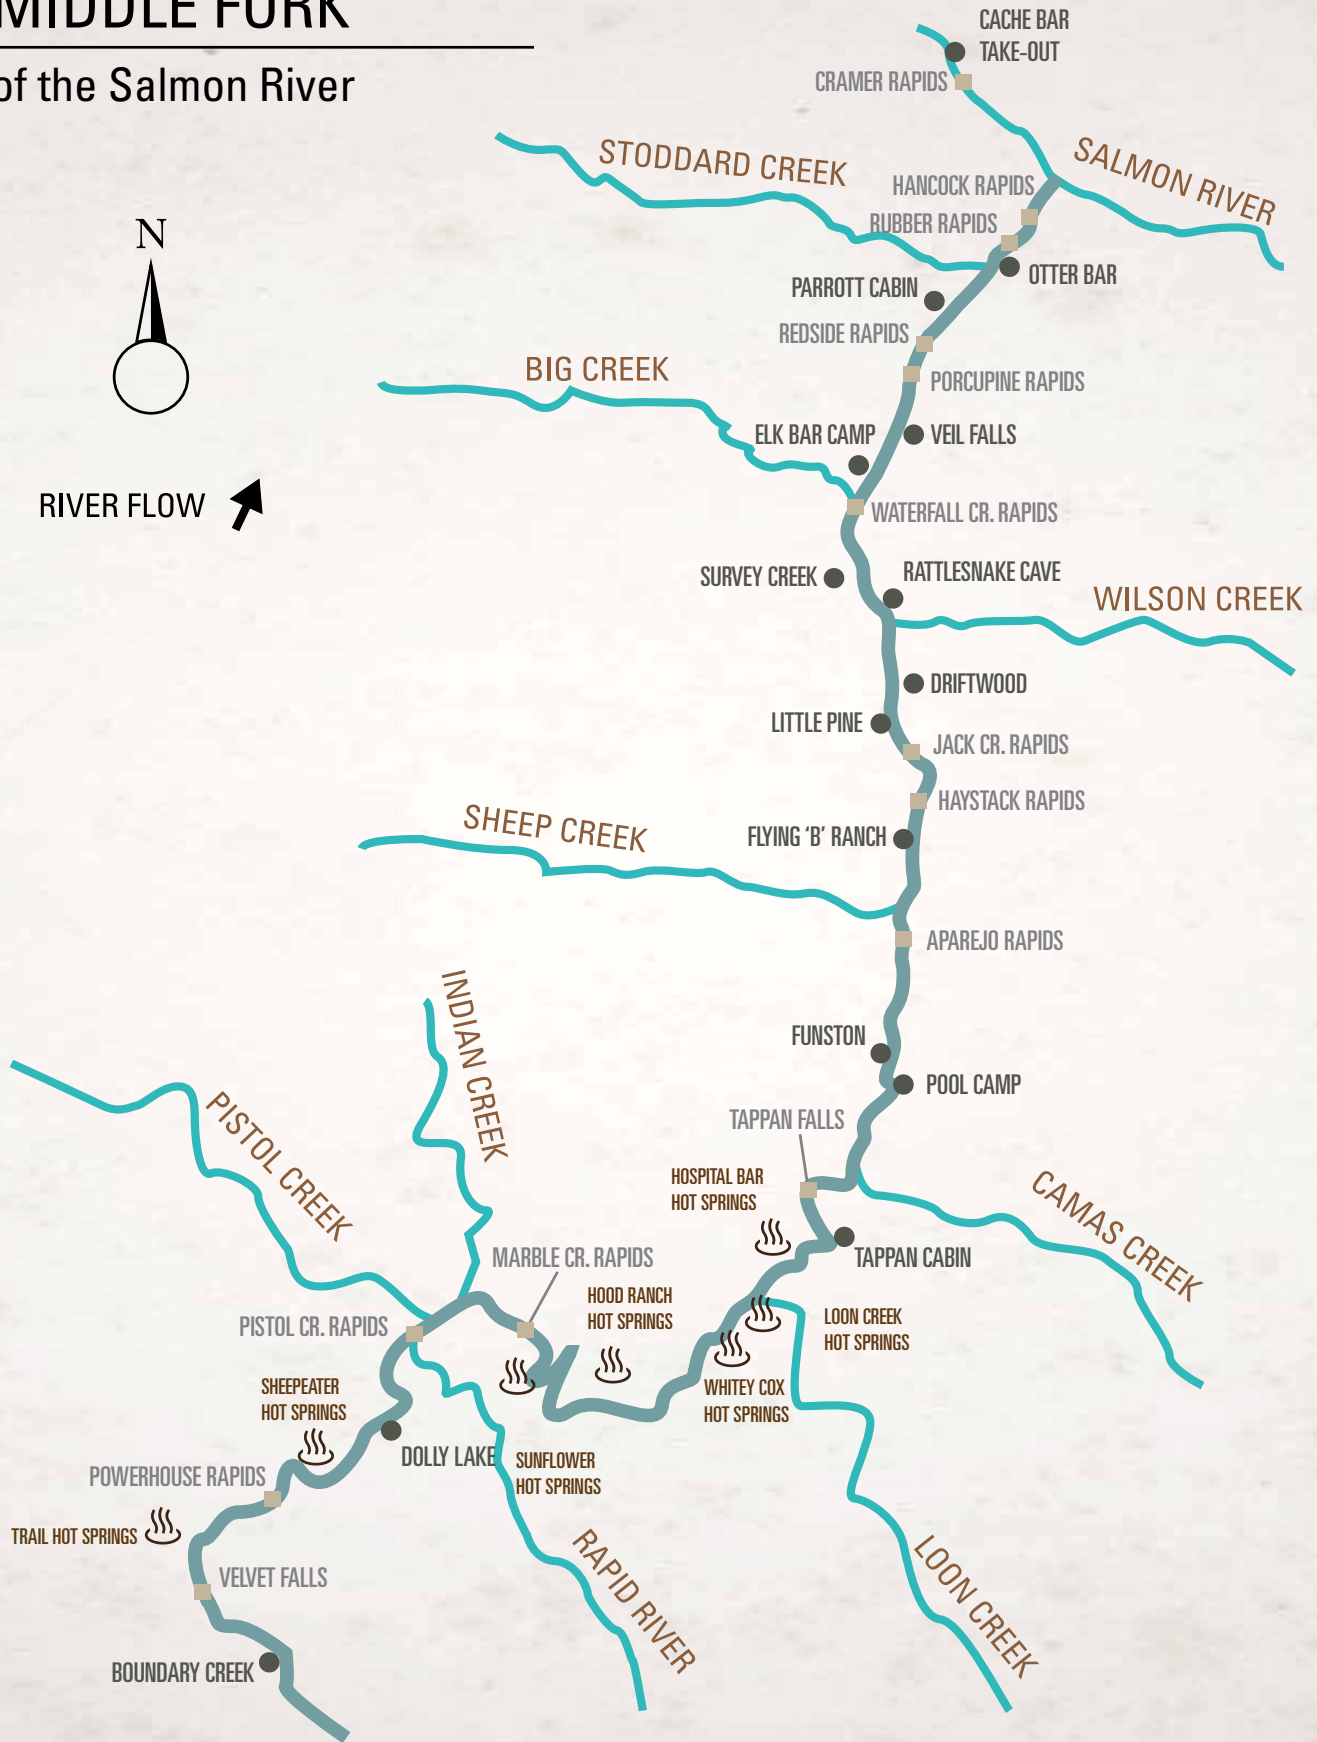 MIDDLE FORK
of the Salmon River
CACHE BAR
TAKE-OUT
CRAMER RAPIDS
STODDARD CREEK
SALMON RIVER
HANCOCK RAPIDS
RUBBER RAPIDS
OTTER BAR
N
PARROTT CABIN
REDSIDE RAPIDS
BIG CREEK
PORCUPINE RAPIDS
ELK BAR CAMP
VEIL FALLS
RIVER FLOW
WATERFALL CR. RAPIDS
SURVEY CREEK
RATTLESNAKE CAVE
WILSON CREEK
DRIFTWOOD
LITTLE PINE
JACK CR. RAPIDS
HAYSTACK RAPIDS
SHEEP CREEK
FLYING ‘B’ RANCH
APAREJO RAPIDS
INDIAN CREEK
FUNSTON
POOL CAMP
PISTOL CREEK
TAPPAN FALLS
HOSPITAL BAR
HOT SPRINGS
CAMAS CREEK
MARBLE CR. RAPIDS
TAPPAN CABIN
HOOD RANCH
HOT SPRINGS
PISTOL CR. RAPIDS
LOON CREEK
HOT SPRINGS
SHEEPEATER
HOT SPRINGS
WHITEY COX
HOT SPRINGS
DOLLY LAKE
SUNFLOWER
HOT SPRINGS
POWERHOUSE RAPIDS
TRAIL HOT SPRINGS
RAPID RIVER
LOON CREEK
VELVET FALLS
BOUNDARY CREEK